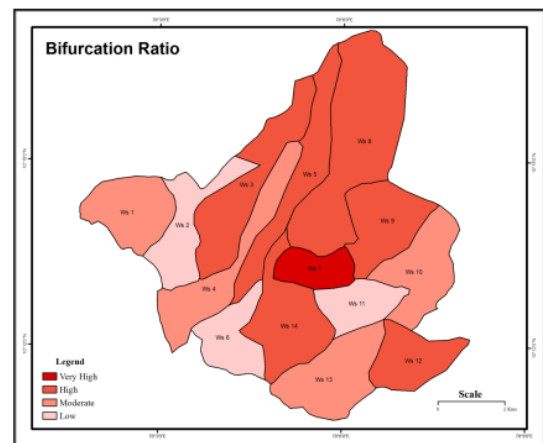 Bifurcation Ratio
Ws 8
Ws 5
Ws 3
Ws 1
Ws 2
Ws 9
Ws 7
Ws 10
Ws 4
Ws 11
Ws 14
Ws 6
Ws 12
Ws 13
Legend
Very High
High
Moderate
Low
Scale
0 2 Km